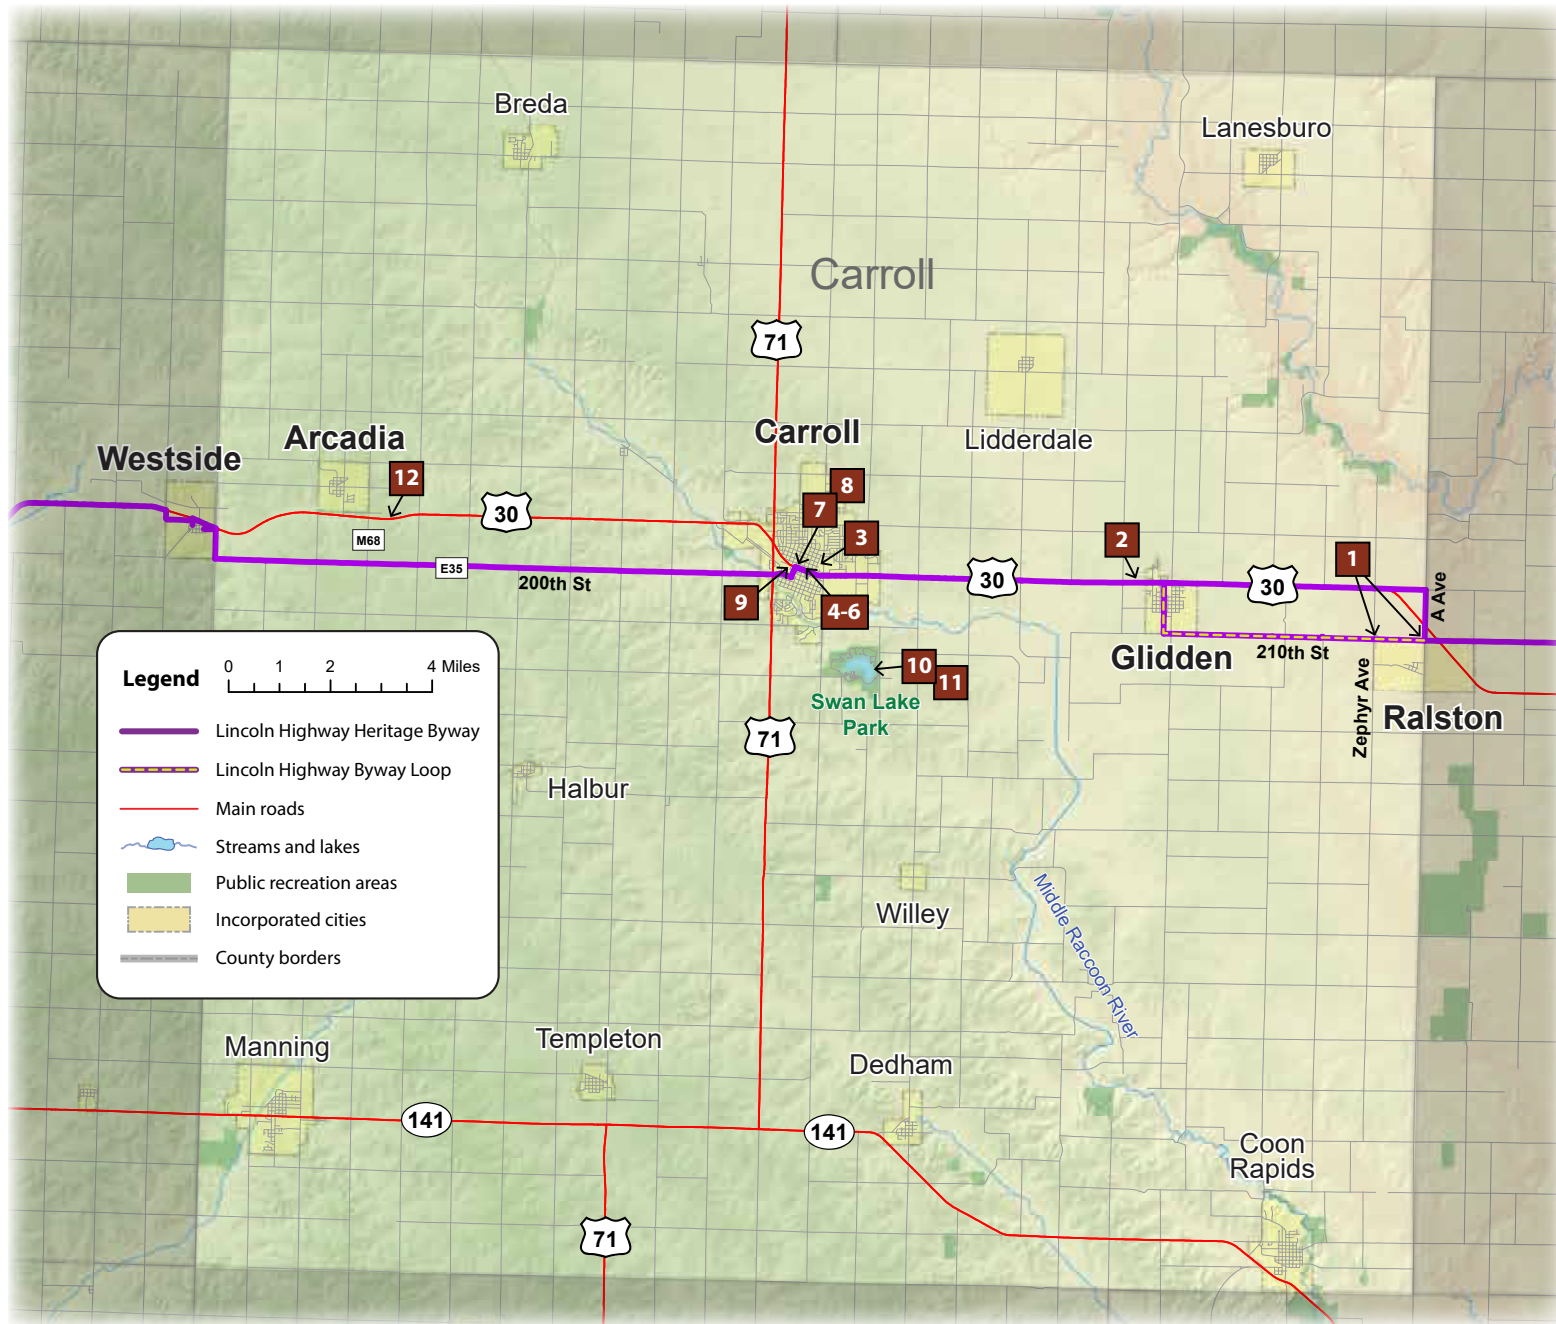 Breda
Lanesburo
Carroll
71
Carroll
Lidderdale
Arcadia
Westside
12
8
7
30
3
2
M68
1
E35
200th St
30
30
A Ave
9
4-6
Glidden
210th St
10
11
Swan Lake
Park
Zephyr Ave
Ralston
71
Legend
0 1 2 4 Miles
Lincoln Highway Heritage Byway
Lincoln Highway Byway Loop
Main roads
Streams and lakes
Public recreation areas
Incorporated cities
County borders
Halbur
Willey
Middle Raccoon River
Manning
Templeton
Dedham
141
141
Coon
Rapids
71